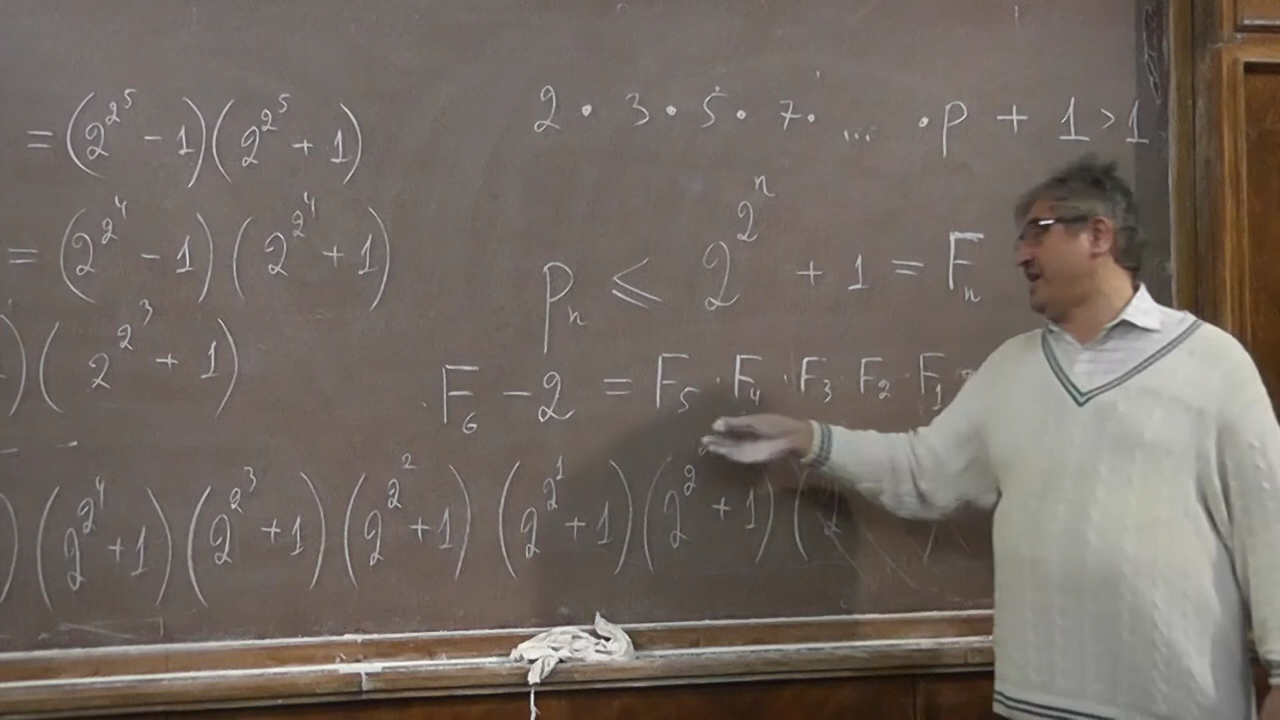 = (2^{2^5} - 1)(2^{2^5} + 1)
= (2^{2^4} - 1)(2^{2^4} + 1)
)(2^{2^3} + 1)
)(2^{2^4} + 1)(2^{2^3} + 1)(2^{2^2} + 1)(2^{2^1} + 1)(2^2 + 1)(2
2 · 3 · 5 · 7 · ... · p + 1 > 1
p_n ⩽ 2^{2^n} + 1 = F_n
F_6 - 2 = F_5 · F_4 · F_3 · F_2 · F_1